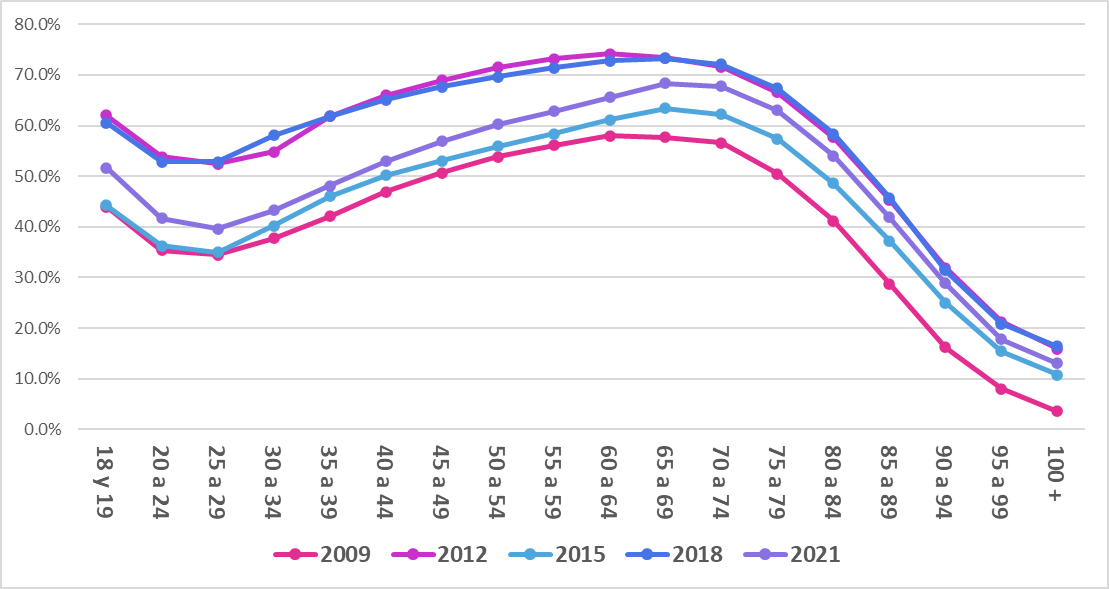 80.0%
70.0%
60.0%
50.0%
40.0%
30.0%
20.0%
10.0%
0.0%
18 y 19
20 a 24
25 a 29
30 a 34
35 a 39
40 a 44
45 a 49
50 a 54
55 a 59
60 a 64
65 a 69
70 a 74
75 a 79
80 a 84
85 a 89
90 a 94
95 a 99
100 +
2009 2012 2015 2018 2021